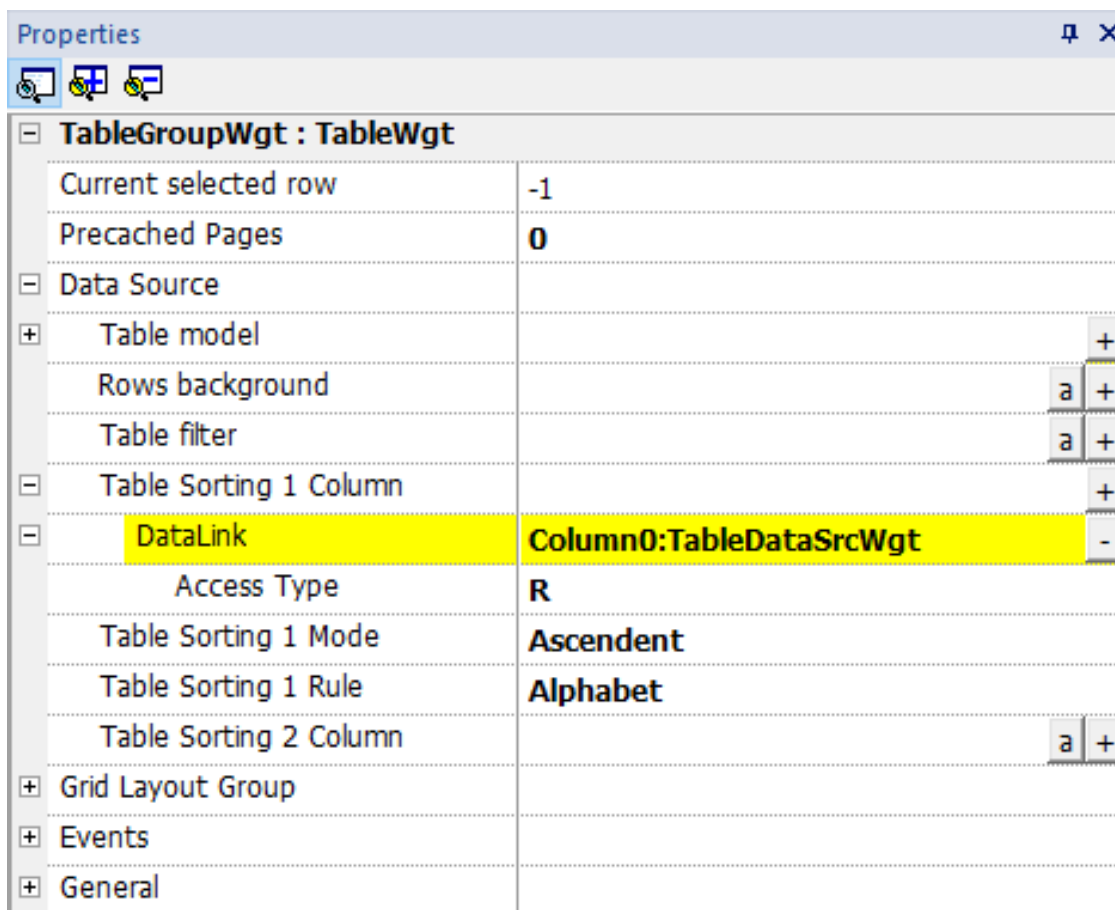 Properties
TableGroupWgt : TableWgt
Current selected row -1
Precached Pages 0
Data Source
Table model +
Rows background a +
Table filter a +
Table Sorting 1 Column +
DataLink Column0:TableDataSrcWgt -
Access Type R
Table Sorting 1 Mode Ascendent
Table Sorting 1 Rule Alphabet
Table Sorting 2 Column a +
Grid Layout Group
Events
General